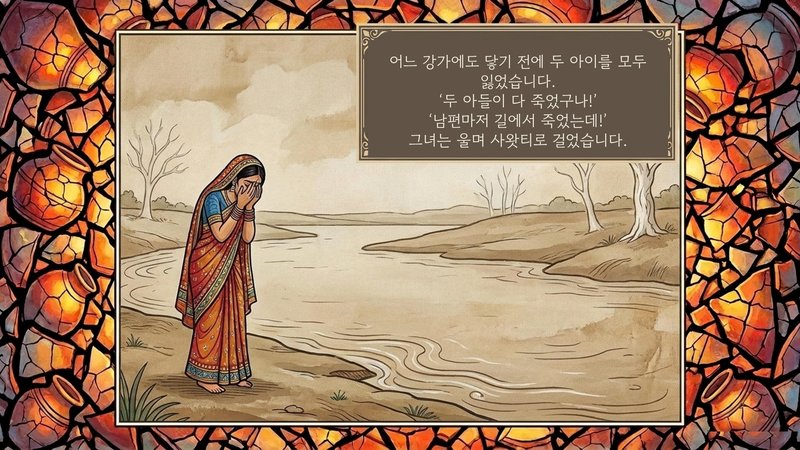 어느 강가에도 닿기 전에 두 아이를 모두
잃었습니다.
‘두 아들이 다 죽었구나!’
‘남편마저 길에서 죽었는데!’
그녀는 울며 사왓티로 걸었습니다.